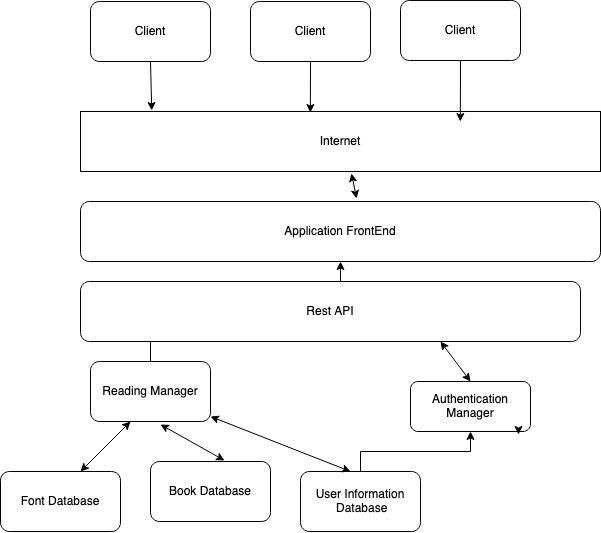 Client
Client
Client
Internet
Application FrontEnd
Rest API
Reading Manager
Authentication
Manager
Font Database
Book Database
User Information
Database